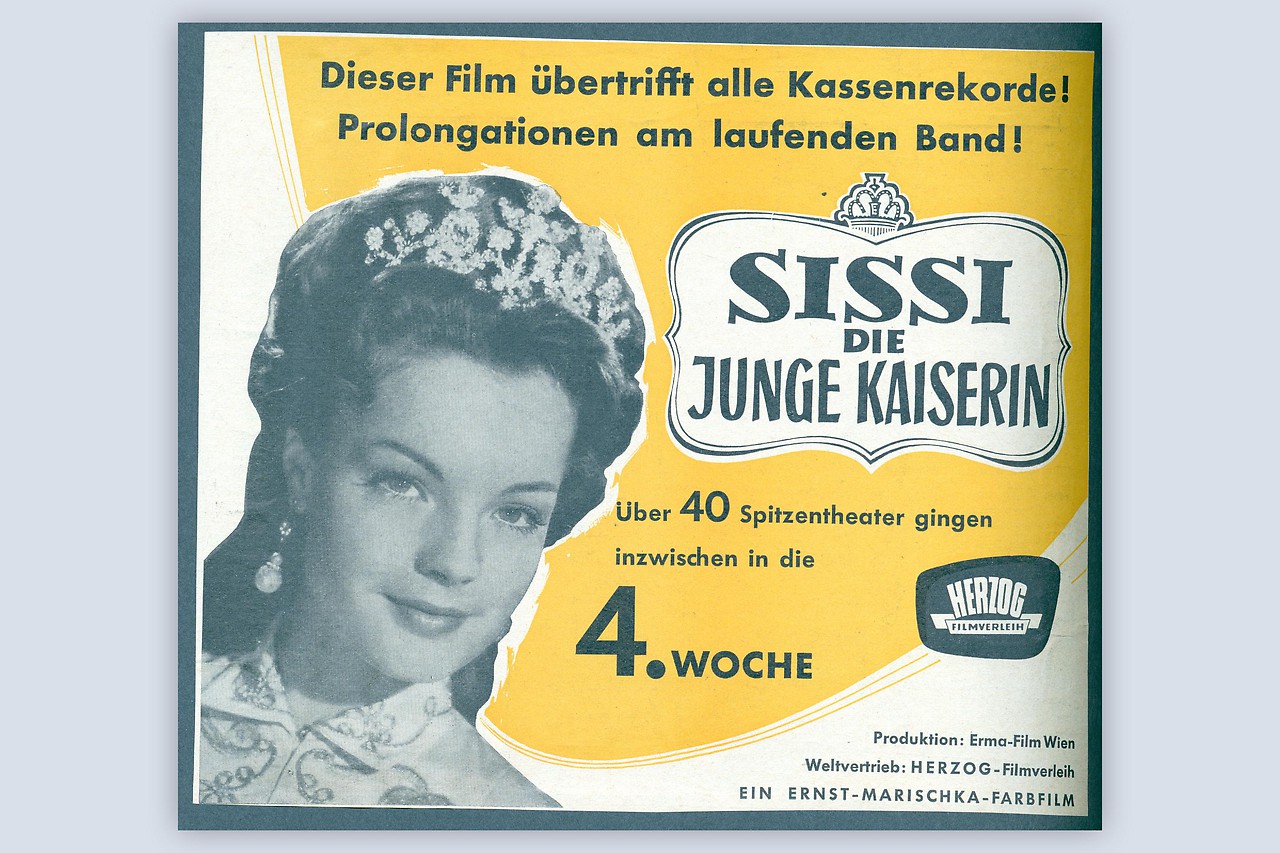 Dieser Film übertrifft alle Kassenrekorde!
Prolongationen am laufenden Band!
SISSI
DIE
JUNGE KAISERIN
Über 40 Spitzentheater gingen
inzwischen in die
4. WOCHE
HERZOG
FILMVERLEIH
Produktion: Erma-Film Wien
Weltvertrieb: HERZOG-Filmverleih
EIN ERNST-MARISCHKA-FARBFILM